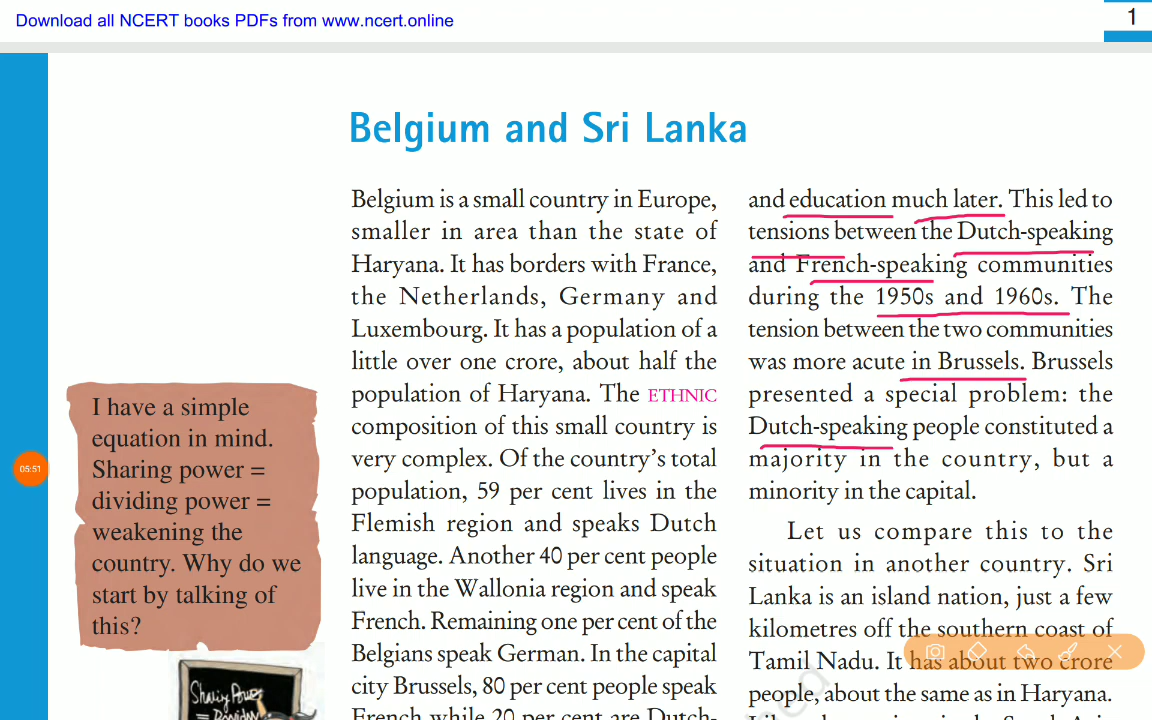 Download all NCERT books PDFs from www.ncert.online
1
Belgium and Sri Lanka
Belgium is a small country in Europe,
smaller in area than the state of
Haryana. It has borders with France,
the Netherlands, Germany and
Luxembourg. It has a population of a
little over one crore, about half the
population of Haryana. The ETHNIC
composition of this small country is
very complex. Of the country's total
population, 59 per cent lives in the
Flemish region and speaks Dutch
language. Another 40 per cent people
live in the Wallonia region and speak
French. Remaining one per cent of the
Belgians speak German. In the capital
city Brussels, 80 per cent people speak
French while 20 per cent are Dutch-
and education much later. This led to
tensions between the Dutch-speaking
and French-speaking communities
during the 1950s and 1960s. The
tension between the two communities
was more acute in Brussels. Brussels
presented a special problem: the
Dutch-speaking people constituted a
majority in the country, but a
minority in the capital.
Let us compare this to the
situation in another country. Sri
Lanka is an island nation, just a few
kilometres off the southern coast of
Tamil Nadu. It has about two crore
people, about the same as in Haryana.
I have a simple
equation in mind.
Sharing power =
dividing power =
weakening the
country. Why do we
start by talking of
this?
05:51
Sharing Power